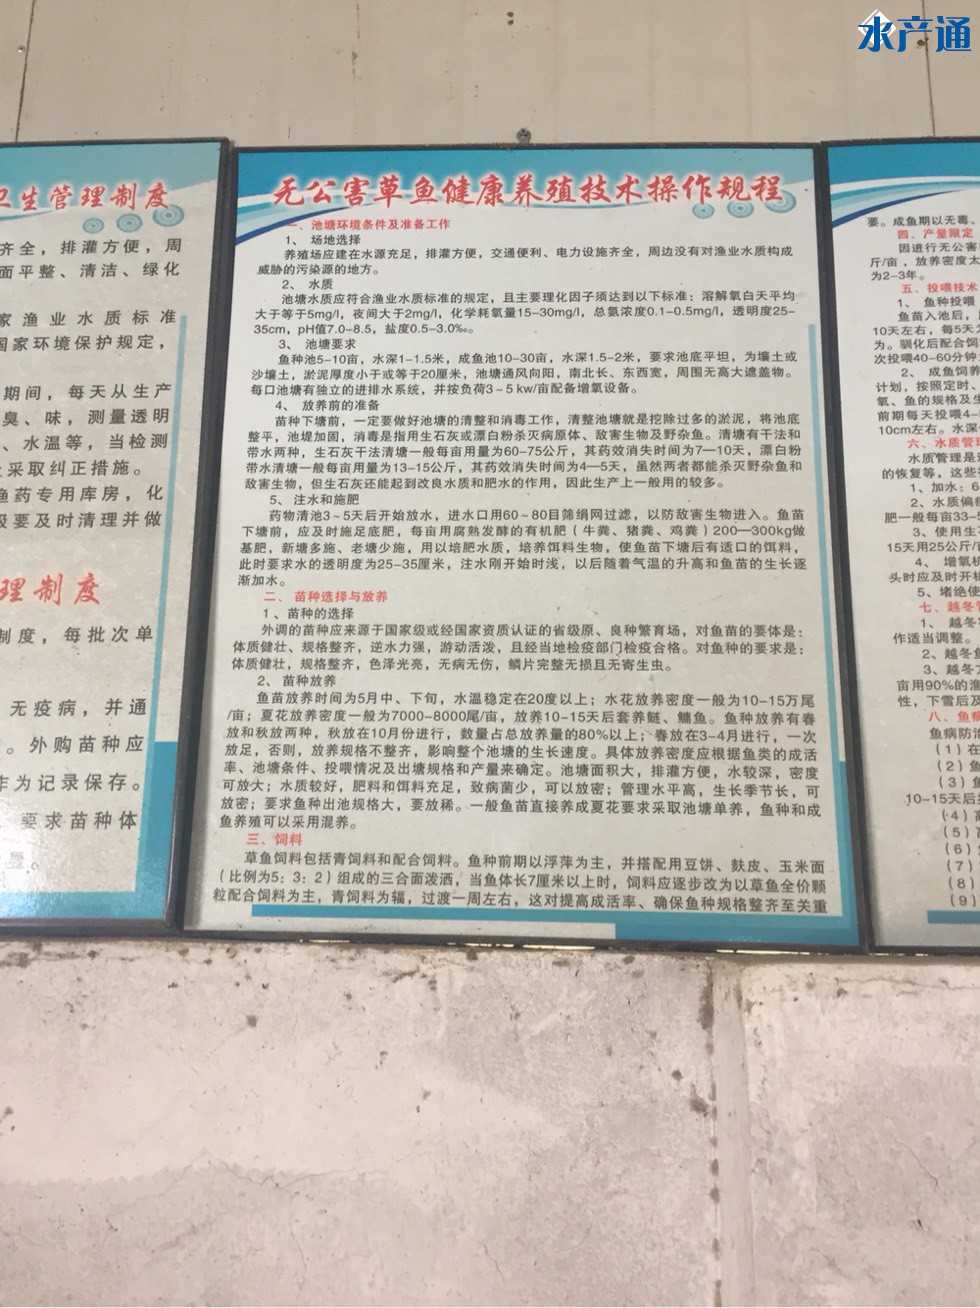 水产通
卫生管理制度
齐全，排灌方便，周
面平整、清洁、绿化
家渔业水质标准
国家环境保护规定，
期间，每天从生产
臭、味，测量透明
、水温等，当检测
采取纠正措施。
渔药专用库房，化
及要及时清理并做
理制度
制度，每批次单
无疫病，并通
。外购苗种应
作为记录保存。
要求苗种体
无公害草鱼健康养殖技术操作规程
一、池塘环境条件及准备工作
1、 场地选择
养殖场应建在水源充足，排灌方便，交通便利、电力设施齐全，周边没有对渔业水质构成
威胁的污染源的地方。
2、 水质
池塘水质应符合渔业水质标准的规定，且主要理化因子须达到以下标准：溶解氧白天平均
大于等于5mg/l，夜间大于2mg/l，化学耗氧量15-30mg/l，总氨浓度0.1-0.5mg/l，透明度25-
35cm，pH值7.0-8.5，盐度0.5-3.0‰。
3、 池塘要求
鱼种池5-10亩，水深1-1.5米，成鱼池10-30亩，水深1.5-2米，要求池底平坦，为壤土或
沙壤土，淤泥厚度小于或等于20厘米，池塘通风向阳，南北长、东西宽，周围无高大遮盖物。
每口池塘有独立的进排水系统，并按负荷3～5 kw/亩配备增氧设备。
4、 放养前的准备
苗种下塘前，一定要做好池塘的清整和消毒工作，清整池塘就是挖除过多的淤泥，将池底
整平，池堤加固，消毒是指用生石灰或漂白粉杀灭病原体、敌害生物及野杂鱼。清塘有干法和
带水两种，生石灰干法清塘一般每亩用量为60-75公斤，其药效消失时间为7—10天，漂白粉
带水清塘一般每亩用量为13-15公斤，其药效消失时间为4—5天，虽然两者都能杀灭野杂鱼和
敌害生物，但生石灰还能起到改良水质和肥水的作用，因此生产上一般用的较多。
5、 注水和施肥
药物清池3～5天后开始放水，进水口用60～80目筛绢网过滤，以防敌害生物进入。鱼苗
下塘前，应及时施足底肥，每亩用腐熟发酵的有机肥（牛粪、猪粪、鸡粪）200—300kg做
基肥，新塘多施、老塘少施，用以培肥水质，培养饵料生物，使鱼苗下塘后有适口的饵料，
此时要求水的透明度为25-35厘米，注水刚开始时浅，以后随着气温的升高和鱼苗的生长逐
渐加水。
二、 苗种选择与放养
1、苗种的选择
外调的苗种应来源于国家级或经国家资质认证的省级原、良种繁育场，对鱼苗的要体是：
体质健壮、规格整齐，逆水力强，游动活泼，且经当地检疫部门检疫合格。对鱼种的要求是：
体质健壮，规格整齐，色泽光亮，无病无伤，鳞片完整无损且无寄生虫。
2、 苗种放养
鱼苗放养时间为5月中、下旬，水温稳定在20度以上；水花放养密度一般为10-15万尾
/亩；夏花放养密度一般为7000-8000尾/亩，放养10-15天后套养鲢、鳙鱼。鱼种放养有春
放和秋放两种，秋放在10月份进行，数量占总放养量的80%以上；春放在3-4月进行，一次
放足，否则，放养规格不整齐，影响整个池塘的生长速度。具体放养密度应根据鱼类的成活
率、池塘条件、投喂情况及出塘规格和产量来确定。池塘面积大，排灌方便，水较深，密度
可放大；水质较好，肥料和饵料充足，致病菌少，可以放密；管理水平高，生长季节长，可
放密；要求鱼种出池规格大，要放稀。一般鱼苗直接养成夏花要求采取池塘单养，鱼种和成
鱼养殖可以采用混养。
三、饲料
草鱼饲料包括青饲料和配合饲料。鱼种前期以浮萍为主，并搭配用豆饼、麸皮、玉米面
（比例为5：3：2）组成的三合面泼洒，当鱼体长7厘米以上时，饲料应逐步改为以草鱼全价颗
粒配合饲料为主，青饲料为辐，过渡一周左右，这对提高成活率、确保鱼种规格整齐至关重
要。成鱼期以无毒、
四、产量限定
因进行无公害
斤/亩，放养密度太
为2-3年。
五、投喂技术
1、 鱼种投喂
鱼苗入池后，
10天左右，每5天
为。驯化后配合饲
次投喂40-60分钟
2、 成鱼饲养
计划，按照定时、
氧、鱼的规格及生
前期每天投喂4-
10cm左右。水深
六、水质管理
水质管理是
的恢复等，这些
1、加水：6
2、水质偏
肥一般每亩33-5
3、使用生
15天用25公斤/
4、 增氧机
头时应及时开机
5、堵绝使
七、越冬管
1、 越冬
作适当调整。
2、越冬鱼
3、越冬
亩用90%的渔
性，下雪后及
八、鱼病
鱼病防治
（1）在
（2）鱼
（3）鱼
10-15天后
（4）高
（5）高
（6）
（7）
（8）
（9）